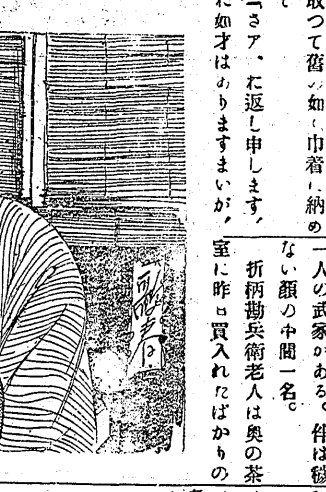 取つて舊の如く巾着に納め
て
「さア、お返し申します、
に如才はありますまいが、
一人の武家がある。伴は穢
ない顔の中間一名。
折柄勘兵衛老人は奥の茶
室に昨日買入れたばかりの